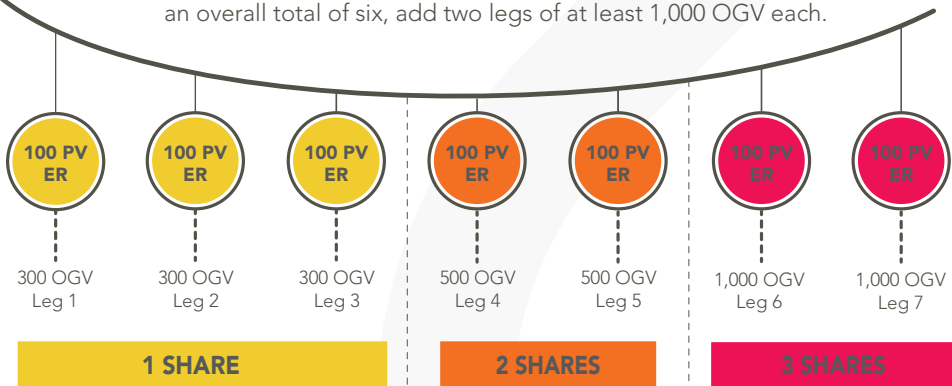 an overall total of six, add two legs of at least 1,000 OGV each.
100 PV
ER
100 PV
ER
100 PV
ER
100 PV
ER
100 PV
ER
100 PV
ER
100 PV
ER
300 OGV
Leg 1
300 OGV
Leg 2
300 OGV
Leg 3
500 OGV
Leg 4
500 OGV
Leg 5
1,000 OGV
Leg 6
1,000 OGV
Leg 7
1 SHARE
2 SHARES
3 SHARES